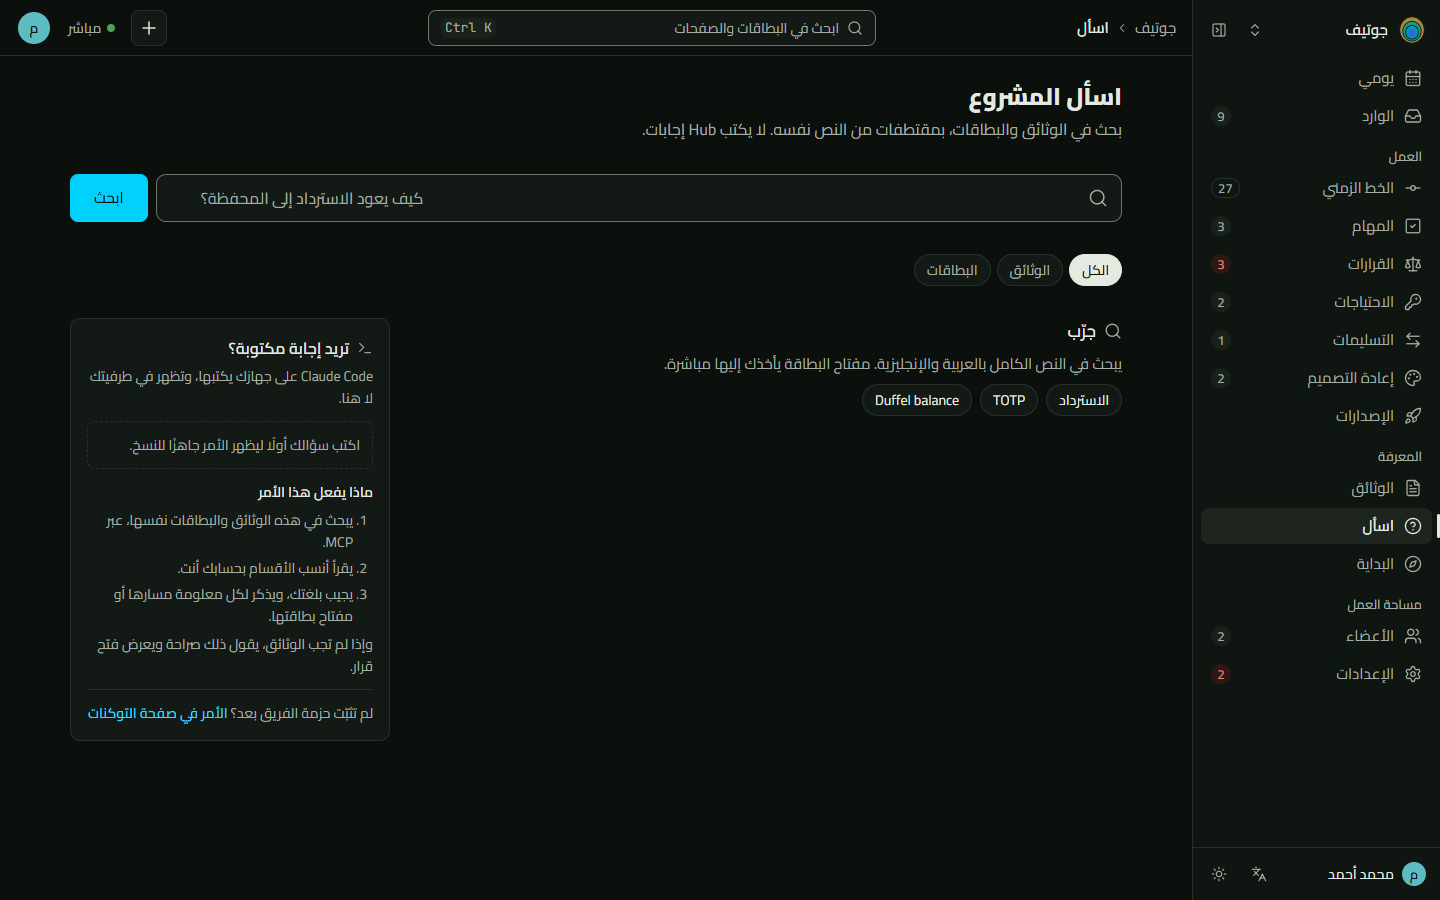 جوتيف
يومي
الوارد
9
العمل
الخط الزمني
27
المهام
3
القرارات
3
الاحتياجات
2
التسليمات
1
إعادة التصميم
2
الإصدارات
المعرفة
الوثائق
اسأل
البداية
مساحة العمل
الأعضاء
2
الإعدادات
2
م
محمد أحمد
جوتيف
اسأل
ابحث في البطاقات والصفحات
Ctrl K
مباشر
م
اسأل المشروع
بحث في الوثائق والبطاقات، بمقتطفات من النص نفسه. لا يكتب Hub إجابات.
كيف يعود الاسترداد إلى المحفظة؟
ابحث
الكل
الوثائق
البطاقات
جرّب
يبحث في النص الكامل بالعربية والإنجليزية. مفتاح البطاقة يأخذك إليها مباشرة.
الاسترداد
TOTP
Duffel balance
تريد إجابة مكتوبة؟
Claude Code على جهازك يكتبها، وتظهر في طرفيتك
لا هنا.
اكتب سؤالك أولًا ليظهر الأمر جاهزًا للنسخ.
ماذا يفعل هذا الأمر
1. يبحث في هذه الوثائق والبطاقات نفسها، عبر
MCP.
2. يقرأ أنسب الأقسام بحسابك أنت.
3. يجيب بلغتك، ويذكر لكل معلومة مسارها أو
مفتاح بطاقتها.
وإذا لم تجب الوثائق، يقول ذلك صراحة ويعرض فتح
قرار.
لم تثبّت حزمة الفريق بعد؟ الأمر في صفحة التوكنات